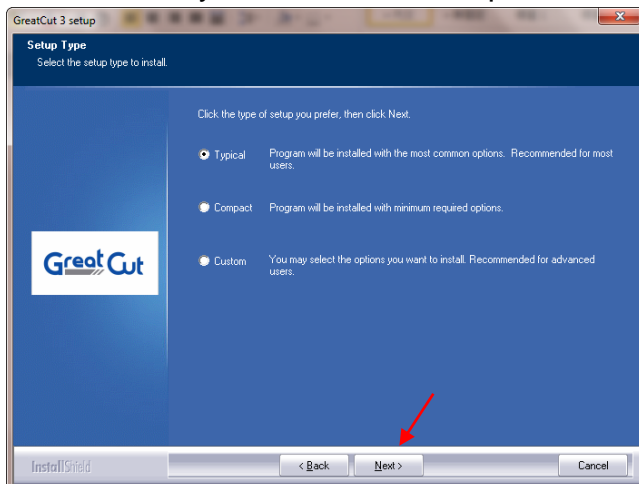 GreatCut 3 setup
Setup Type
Select the setup type to install.
Click the type of setup you prefer, then click Next.
Typical Program will be installed with the most common options. Recommended for most
users.
Compact Program will be installed with minimum required options.
Great Cut
Custom You may select the options you want to install. Recommended for advanced
users.
InstallShield
< Back Next > Cancel